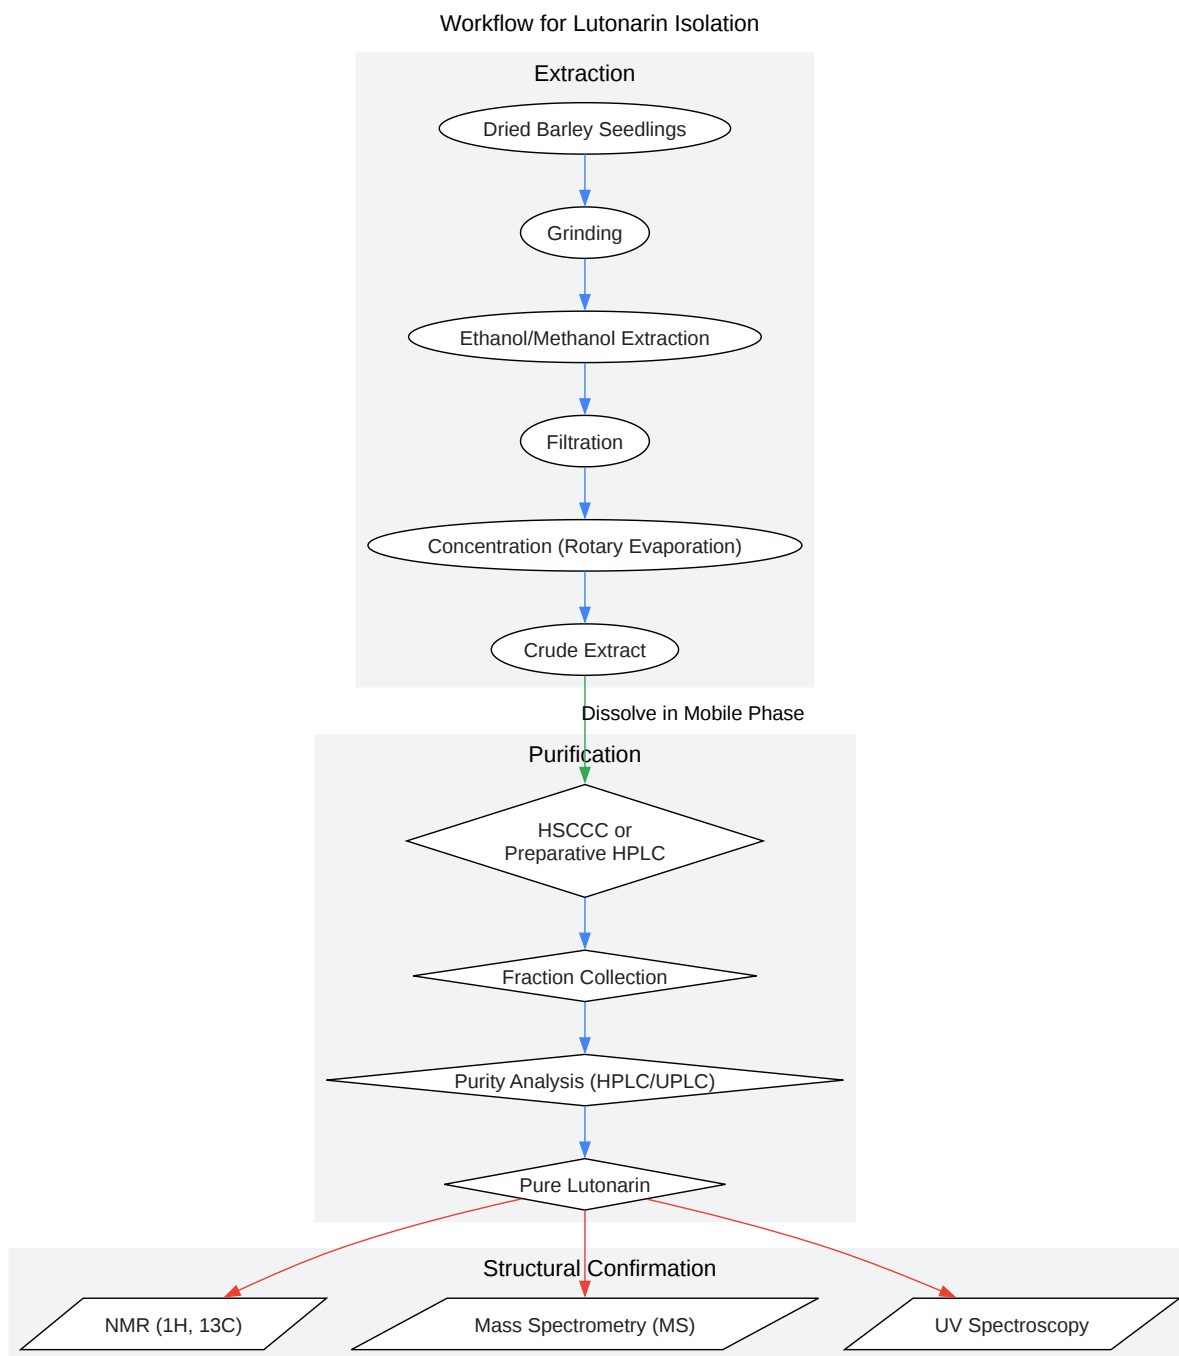 Workflow for Lutonarin Isolation
Extraction
Dried Barley Seedlings
Grinding
Ethanol/Methanol Extraction
Filtration
Concentration (Rotary Evaporation)
Crude Extract
Dissolve in Mobile Phase
Purification
HSCCC or
Preparative HPLC
Fraction Collection
Purity Analysis (HPLC/UPLC)
Pure Lutonarin
Structural Confirmation
NMR (1H, 13C)
Mass Spectrometry (MS)
UV Spectroscopy